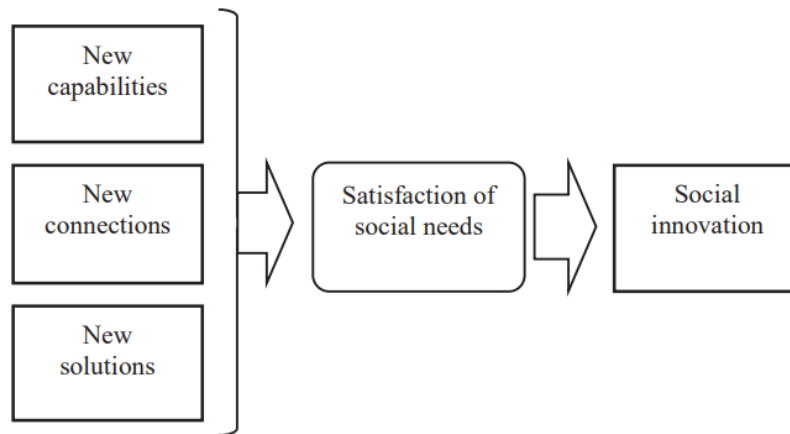 New
capabilities
New
connections
New
solutions
Satisfaction of
social needs
Social
innovation